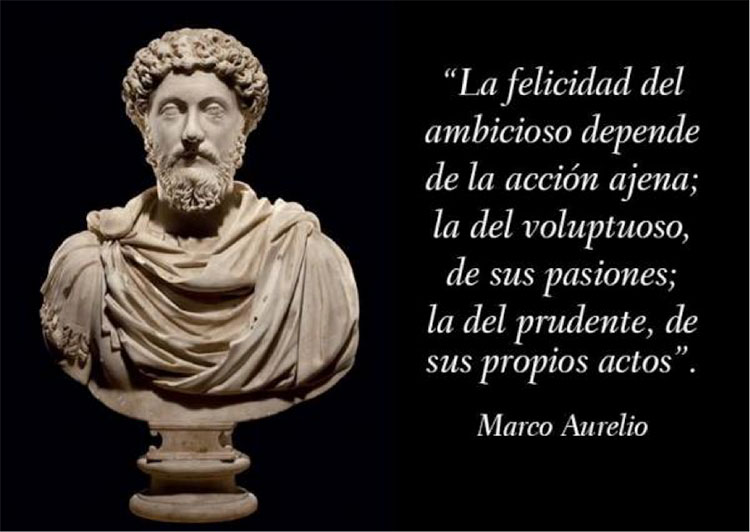 “La felicidad del
ambicioso depende
de la acción ajena;
la del voluptuoso,
de sus pasiones;
la del prudente, de
sus propios actos”.
Marco Aurelio